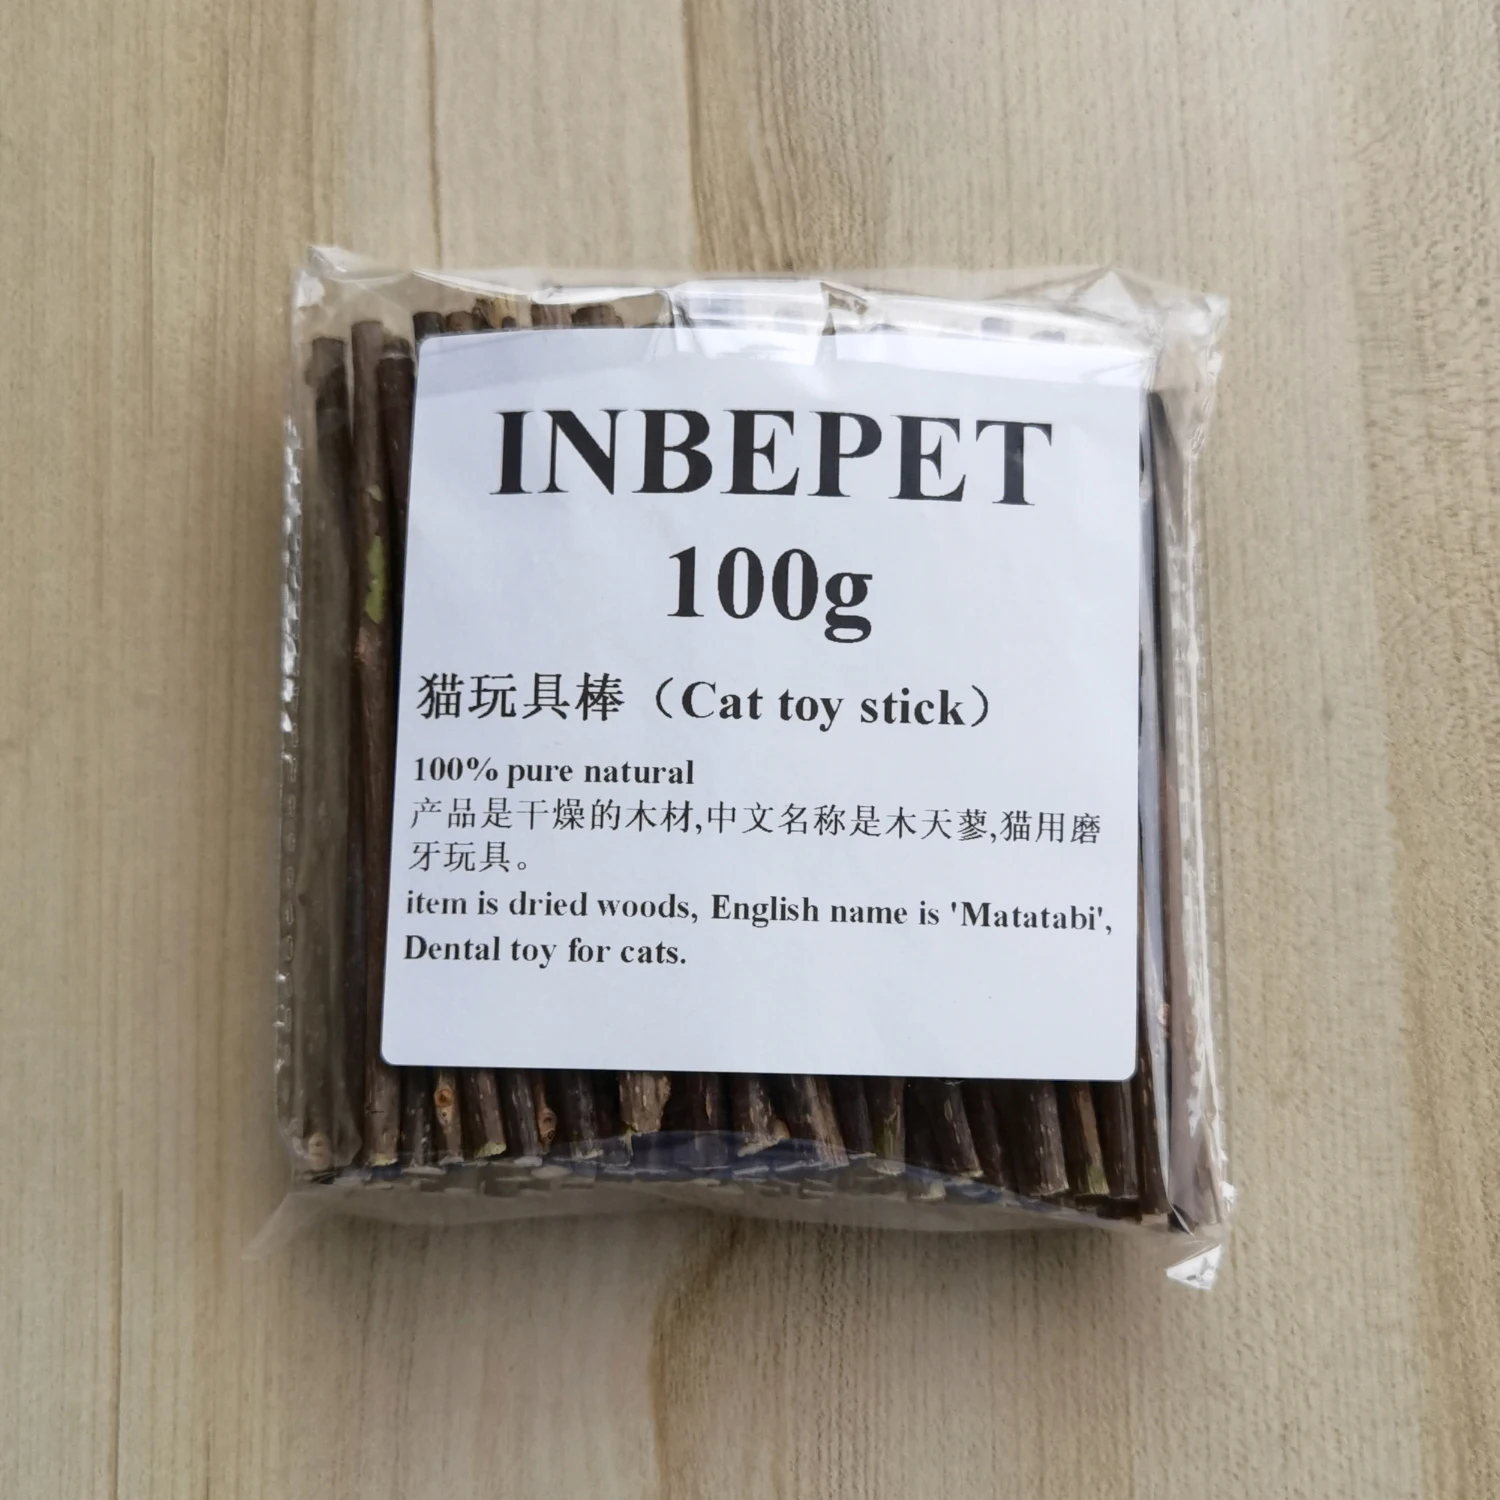 INBEPET
100g
猫玩具棒（Cat toy stick）
100% pure natural
产品是干燥的木材,中文名称是木天蓼,猫用磨
牙玩具。
item is dried woods, English name is 'Matatabi',
Dental toy for cats.